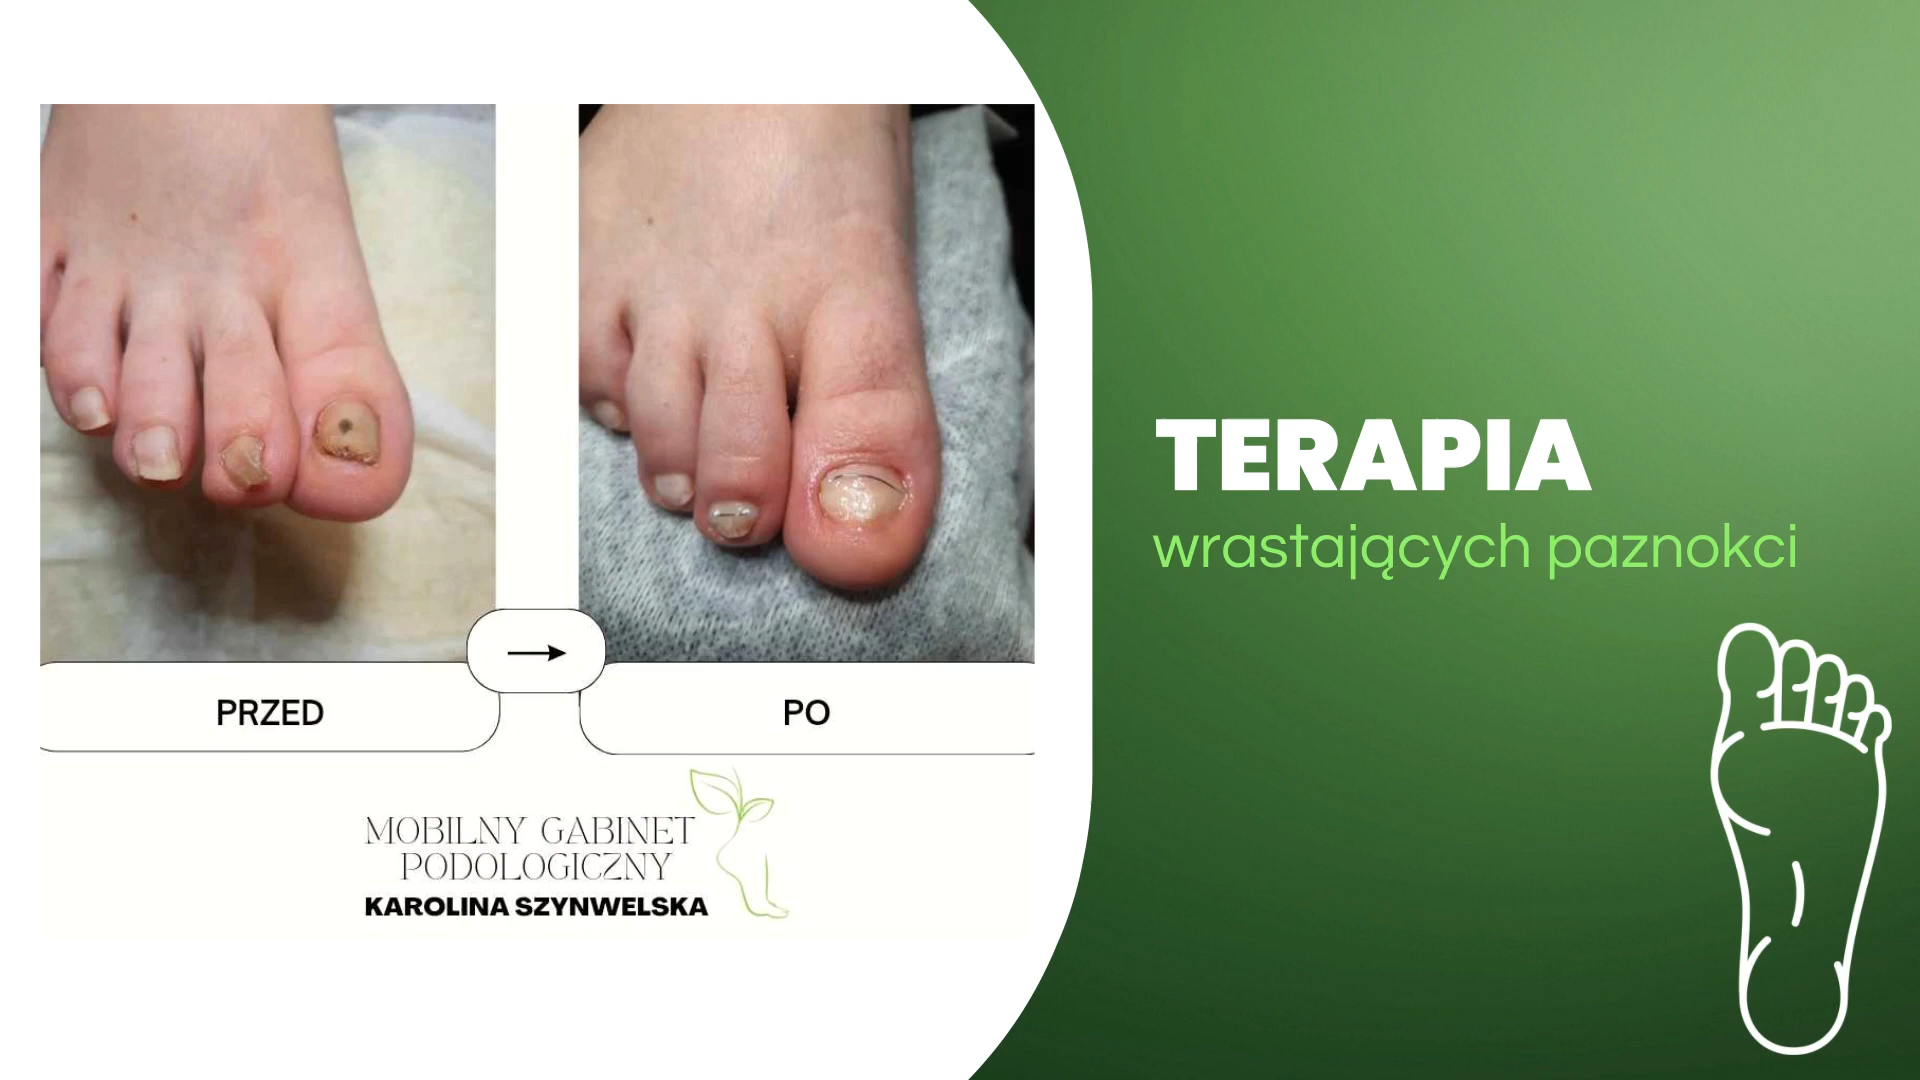 PRZED
PO
MOBILNY GABINET
PODOLOGICZNY
KAROLINA SZYNWELSKA
TERAPIA
wrastających paznokci